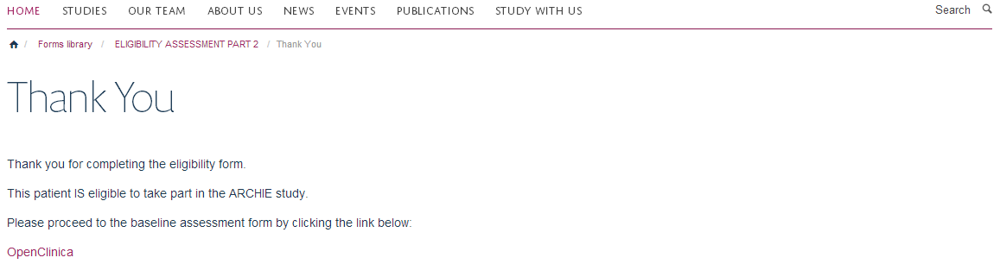 HOME STUDIES OUR TEAM ABOUT US NEWS EVENTS PUBLICATIONS STUDY WITH US Search
/ Forms library / ELIGIBILITY ASSESSMENT PART 2 / Thank You
Thank You
Thank you for completing the eligibility form.
This patient IS eligible to take part in the ARCHIE study.
Please proceed to the baseline assessment form by clicking the link below:
OpenClinica